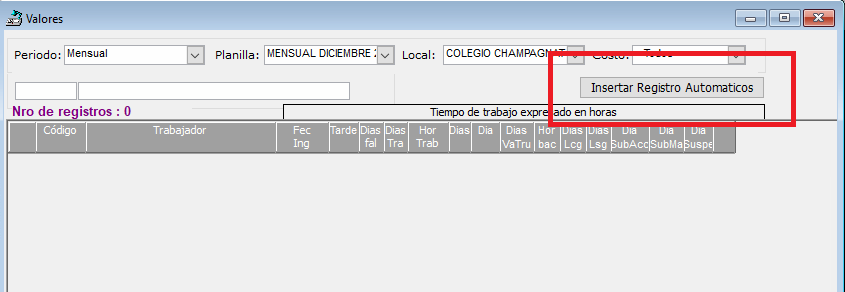 Valores
Periodo: Mensual Planilla: MENSUAL DICIEMBRE Local: COLEGIO CHAMPAGNAT Costo: Todos
Insertar Registro Automaticos
Nro de registros : 0 Tiempo de trabajo expresado en horas
Código Trabajador Fec Tarde Dias Dias Hor Dias Dia Dias Hor Dias Dias Dia Dia Dia
Ing fal Tra Trab VaTru bac Lcg Lsg SubAcc SubMa Suspe